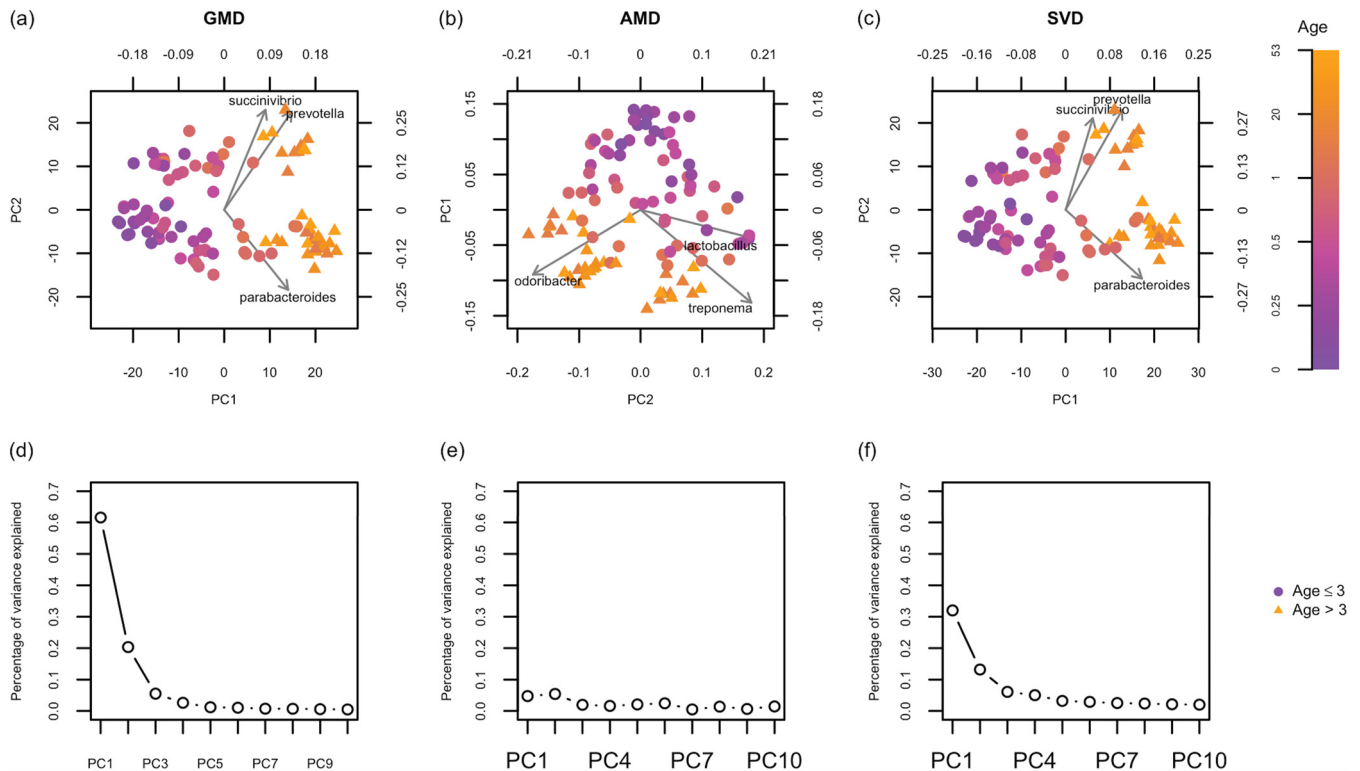 (a) GMD
-0.18 -0.09 0 0.09 0.18
PC2
20 10 0 -10 -20
0.25 0.12 0 -0.12 -0.25
succinivibrio
prevotella
parabacteroides
-20 -10 0 10 20
PC1
(b) AMD
-0.21 -0.1 0 0.1 0.21
PC1
0.15 0.05 -0.05 -0.15
0.18 0.06 -0.06 -0.18
lactobacillus
odoribacter
treponema
-0.2 -0.1 0.0 0.1 0.2
PC2
(c) SVD
-0.25 -0.16 -0.08 0 0.08 0.16 0.25
PC2
20 10 0 -10 -20
0.27 0.13 0 -0.13 -0.27
prevotella
succinivibrio
parabacteroides
-30 -20 -10 0 10 20 30
PC1
Age
53
20
1
0.5
0.25
0
(d)
Percentage of variance explained
0.7
0.6
0.5
0.4
0.3
0.2
0.1
0.0
PC1 PC3 PC5 PC7 PC9
(e)
Percentage of variance explained
0.7
0.6
0.5
0.4
0.3
0.2
0.1
0.0
PC1 PC4 PC7 PC10
(f)
Percentage of variance explained
0.7
0.6
0.5
0.4
0.3
0.2
0.1
0.0
PC1 PC4 PC7 PC10
Age ≤ 3
Age > 3